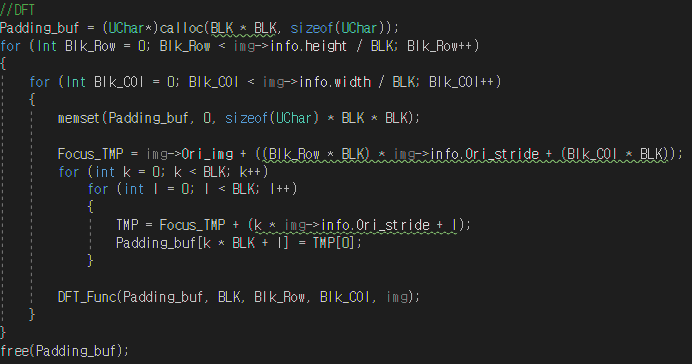 //DFT
Padding_buf = (UChar*)calloc(BLK * BLK, sizeof(UChar));
for (Int Blk_Row = 0; Blk_Row < img->info.height / BLK; Blk_Row++)
{
for (Int Blk_COl = 0; Blk_COl < img->info.width / BLK; Blk_COl++)
{
memset(Padding_buf, 0, sizeof(UChar) * BLK * BLK);
Focus_TMP = img->Ori_img + ((Blk_Row * BLK) * img->info.Ori_stride + (Blk_COl * BLK));
for (int k = 0; k < BLK; k++)
for (int l = 0; l < BLK; l++)
{
TMP = Focus_TMP + (k * img->info.Ori_stride + l);
Padding_buf[k * BLK + l] = TMP[0];
}
DFT_Func(Padding_buf, BLK, Blk_Row, Blk_COl, img);
}
}
free(Padding_buf);